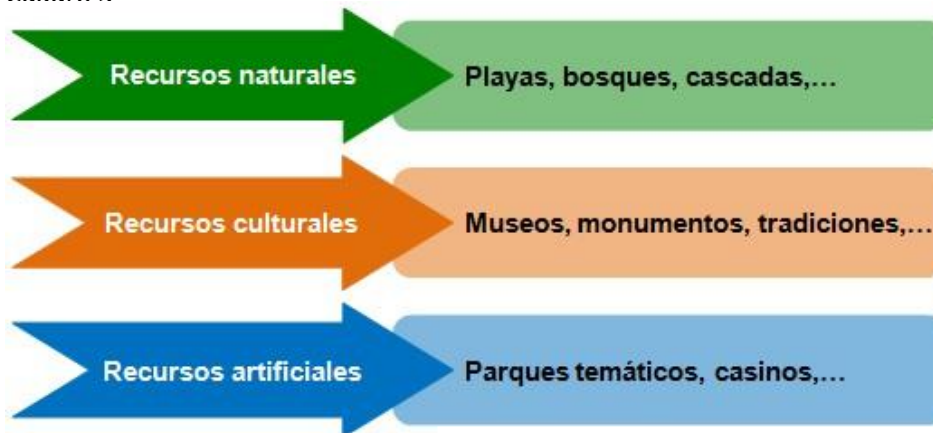 Recursos naturales
Playas, bosques, cascadas,…
Recursos culturales
Museos, monumentos, tradiciones,…
Recursos artificiales
Parques temáticos, casinos,…